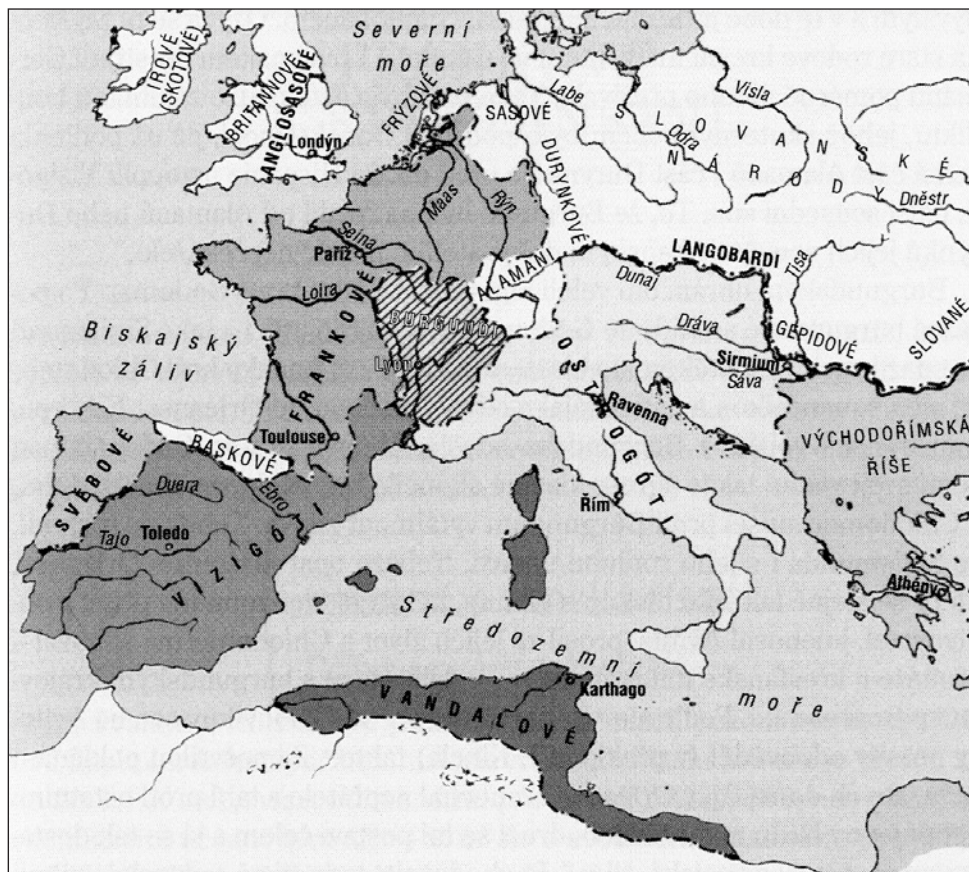 Severní
moře
IROVÉ
SKOTOVÉ
BRITANNOVÉ
ANGLOSASOVÉ
Londýn
FRÝZOVÉ
SASOVÉ
DURYNKOVÉ
Labe
Odra
Visla
SLOVANSKÉ
NÁRODY
Dněstr
Maas
Rýn
Seina
Paříž
Loira
FRANKOVÉ
ALAMANI
BURGUNDI
Lyon
LANGOBARDI
Dunaj
Tisa
Dráva
GEPIDOVÉ
SLOVANÉ
Sirmium
Sáva
Biskajský
záliv
OSTROGÓTI
Ravenna
VÝCHODOŘÍMSKÁ
ŘÍŠE
Toulouse
BASKOVÉ
SVÉBOVÉ
Duera
Ebro
Tajo
Toledo
VIZIGÓTI
Řím
Athény
Středozemní
moře
Karthago
VANDALOVÉ